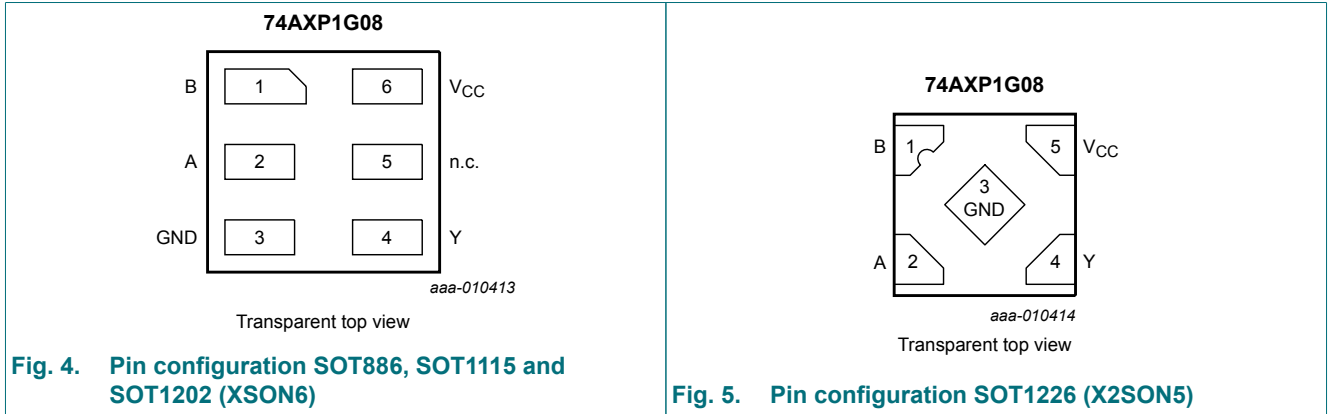 74AXP1G08
B 1 6 VCC
A 2 5 n.c.
GND 3 4 Y
aaa-010413
Transparent top view
Fig. 4. Pin configuration SOT886, SOT1115 and
SOT1202 (XSON6)
74AXP1G08
B 1 5 VCC
3
GND
A 2 4 Y
aaa-010414
Transparent top view
Fig. 5. Pin configuration SOT1226 (X2SON5)